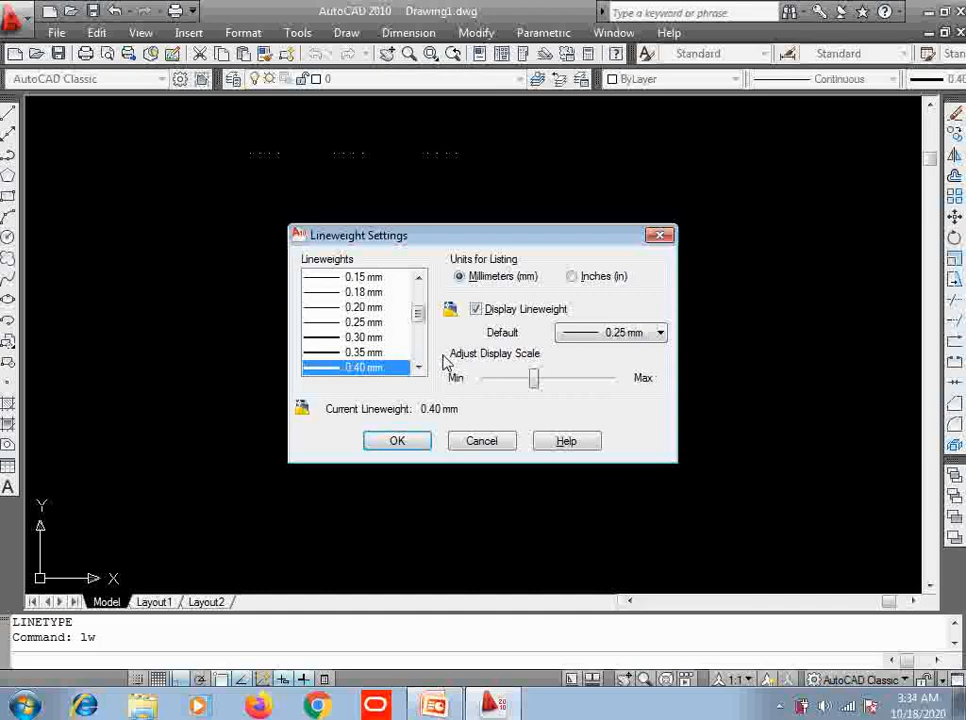 AutoCAD 2010 Drawing1.dwg
Type a keyword or phrase
File Edit View Insert Format Tools Draw Dimension Modify Parametric Window Help
Standard Standard Stan
AutoCAD Classic 0 ByLayer Continuous 0.40
Lineweight Settings
Lineweights
Units for Listing
0.15 mm
0.18 mm
0.20 mm
0.25 mm
0.30 mm
0.35 mm
0.40 mm
Millimeters (mm) Inches (in)
Display Lineweight
Default 0.25 mm
Adjust Display Scale
Min Max
Current Lineweight: 0.40 mm
OK Cancel Help
Y
X
Model Layout1 Layout2
LINETYPE
Command: lw
1:1 AutoCAD Classic
3:34 AM
10/18/2020